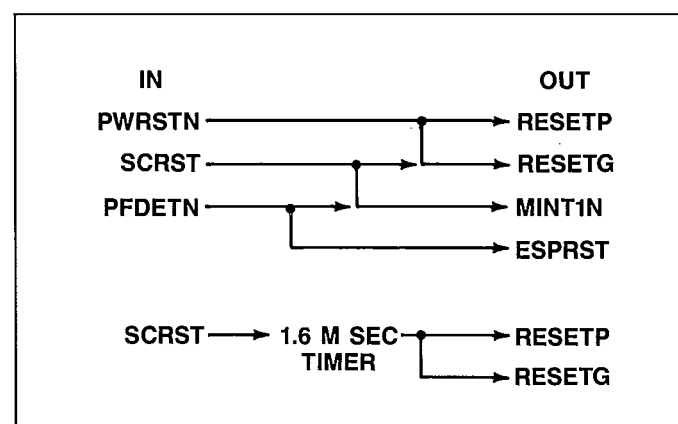 IN OUT
PWRSTN RESETP
SCRST RESETG
PFDETN MINT1N
ESPRST
SCRST 1.6 M SEC RESETP
TIMER
RESETG